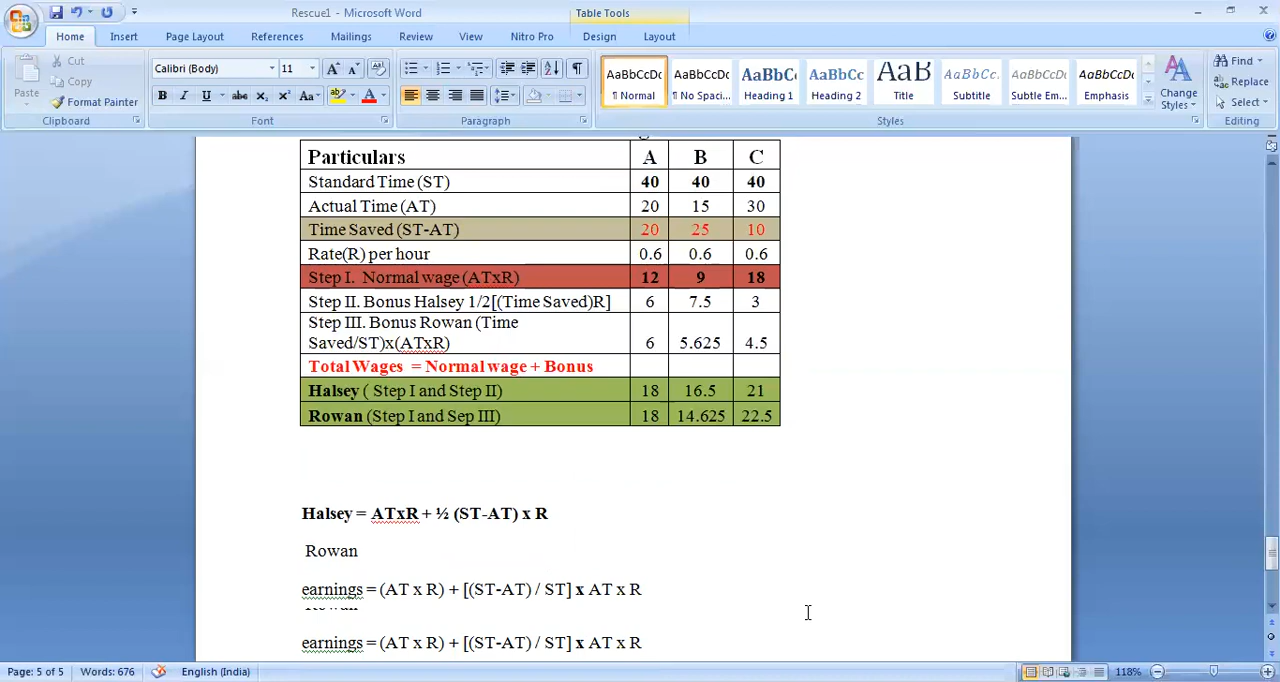 Rescue1 - Microsoft Word
Table Tools
Home Insert Page Layout References Mailings Review View Nitro Pro Design Layout
Paste
Cut
Copy
Format Painter
Clipboard
Calibri (Body) 11
Font
Paragraph
AaBbCcDc AaBbCcDc AaBbC AaBbCc AaB AaBbCc. AaBbCcDc AaBbCcDc
¶ Normal ¶ No Spaci... Heading 1 Heading 2 Title Subtitle Subtle Em... Emphasis
Change Styles
Styles
Find
Replace
Select
Editing
Particulars A B C
Standard Time (ST) 40 40 40
Actual Time (AT) 20 15 30
Time Saved (ST-AT) 20 25 10
Rate(R) per hour 0.6 0.6 0.6
Step I. Normal wage (ATxR) 12 9 18
Step II. Bonus Halsey 1/2[(Time Saved)R] 6 7.5 3
Step III. Bonus Rowan (Time
Saved/ST)x(ATxR) 6 5.625 4.5
Total Wages = Normal wage + Bonus
Halsey ( Step I and Step II) 18 16.5 21
Rowan (Step I and Sep III) 18 14.625 22.5
Halsey = ATxR + ½ (ST-AT) x R
Rowan
earnings = (AT x R) + [(ST-AT) / ST] x AT x R
earnings = (AT x R) + [(ST-AT) / ST] x AT x R
Page: 5 of 5 Words: 676 English (India) 118%